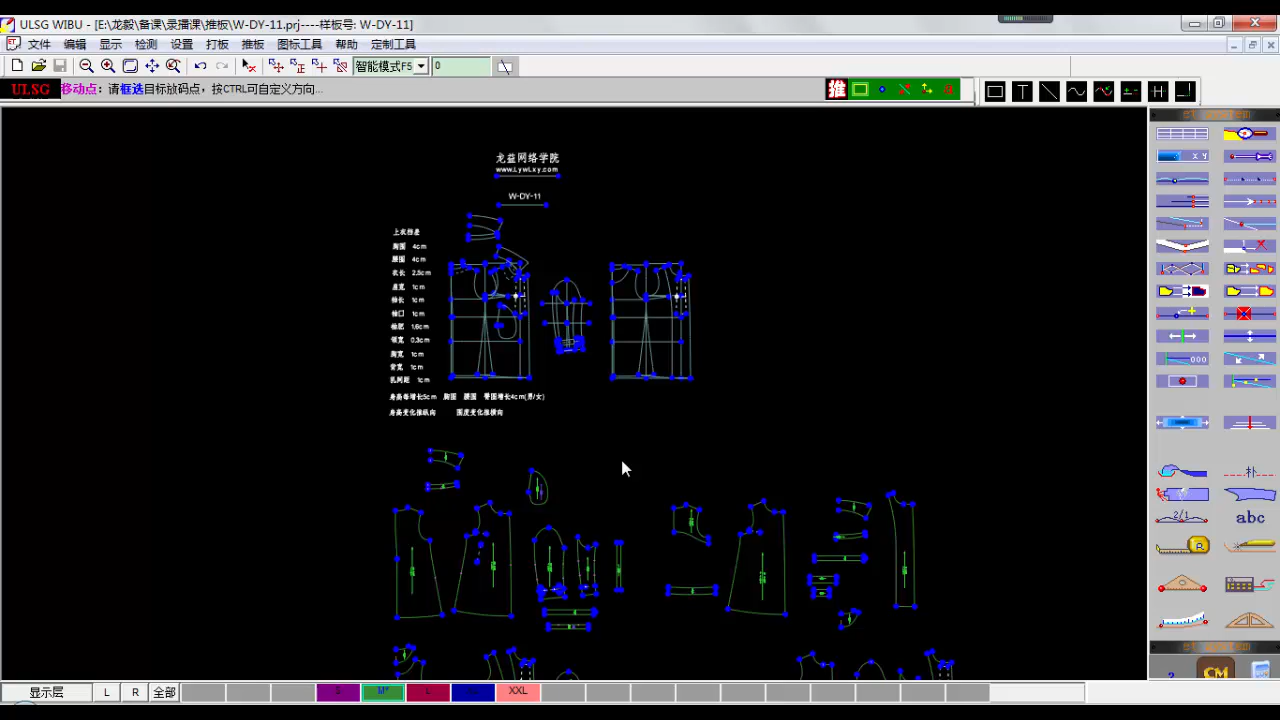 ULSG WIBU - [E:\龙毅\备课\录播课\推板\W-DY-11.prj----样板号: W-DY-11]
文件 编辑 显示 检测 设置 打板 推板 图标工具 帮助 定制工具
智能模式F5 0
ULSG 移动点: 请框选目标放码点，按CTRL可自定义方向... 推
龙益网络学院
www.LywLxy.com
W-DY-11
上衣档差
胸围 4cm
腰围 4cm
衣长 2.5cm
肩宽 1cm
袖长 1cm
袖口 1cm
袖肥 1.6cm
领宽 0.3cm
胸宽 1cm
背宽 1cm
孔间距 1cm
身高每增长5cm 胸围 腰围 臀围增长4cm(男/女)
身高变化推纵向 围度变化推横向
X Y
000
2/1
补
abc
R
?
SM
显示层 L R 全部 S M* L XXL